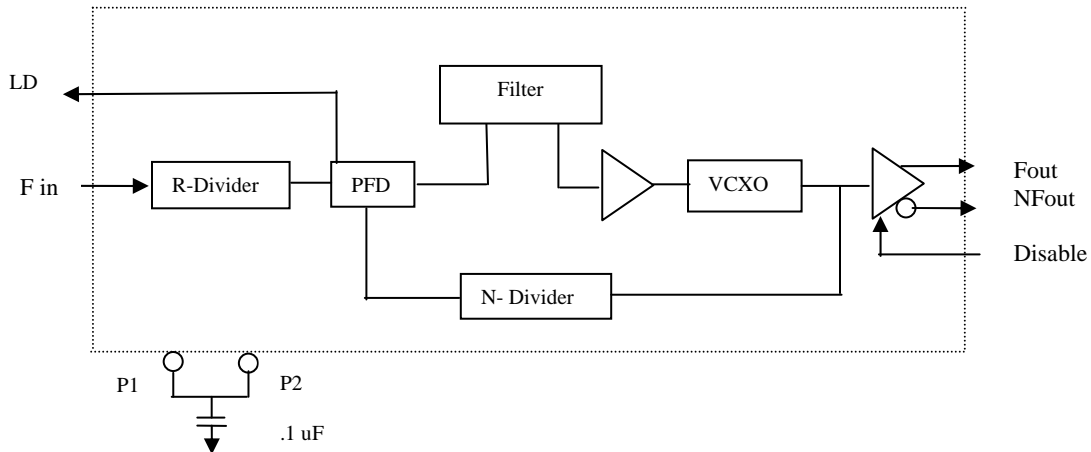 Filter
LD
R-Divider
PFD
VCXO
F in
Fout
NFout
Disable
N- Divider
P1
P2
.1 uF